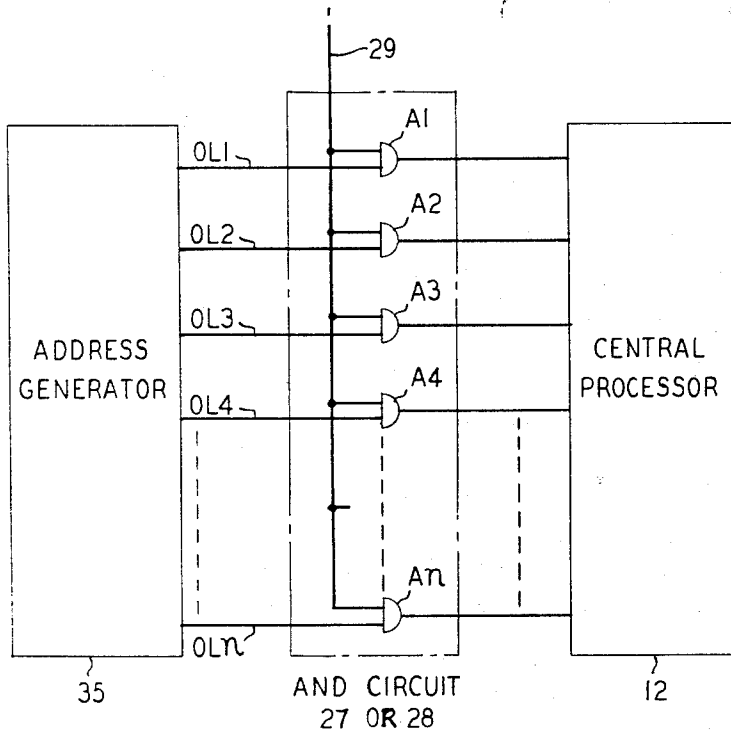 29
A1
OL1
A2
OL2
A3
OL3
ADDRESS
GENERATOR
CENTRAL
PROCESSOR
A4
OL4
An
OLn
35
AND CIRCUIT
27 OR 28
12